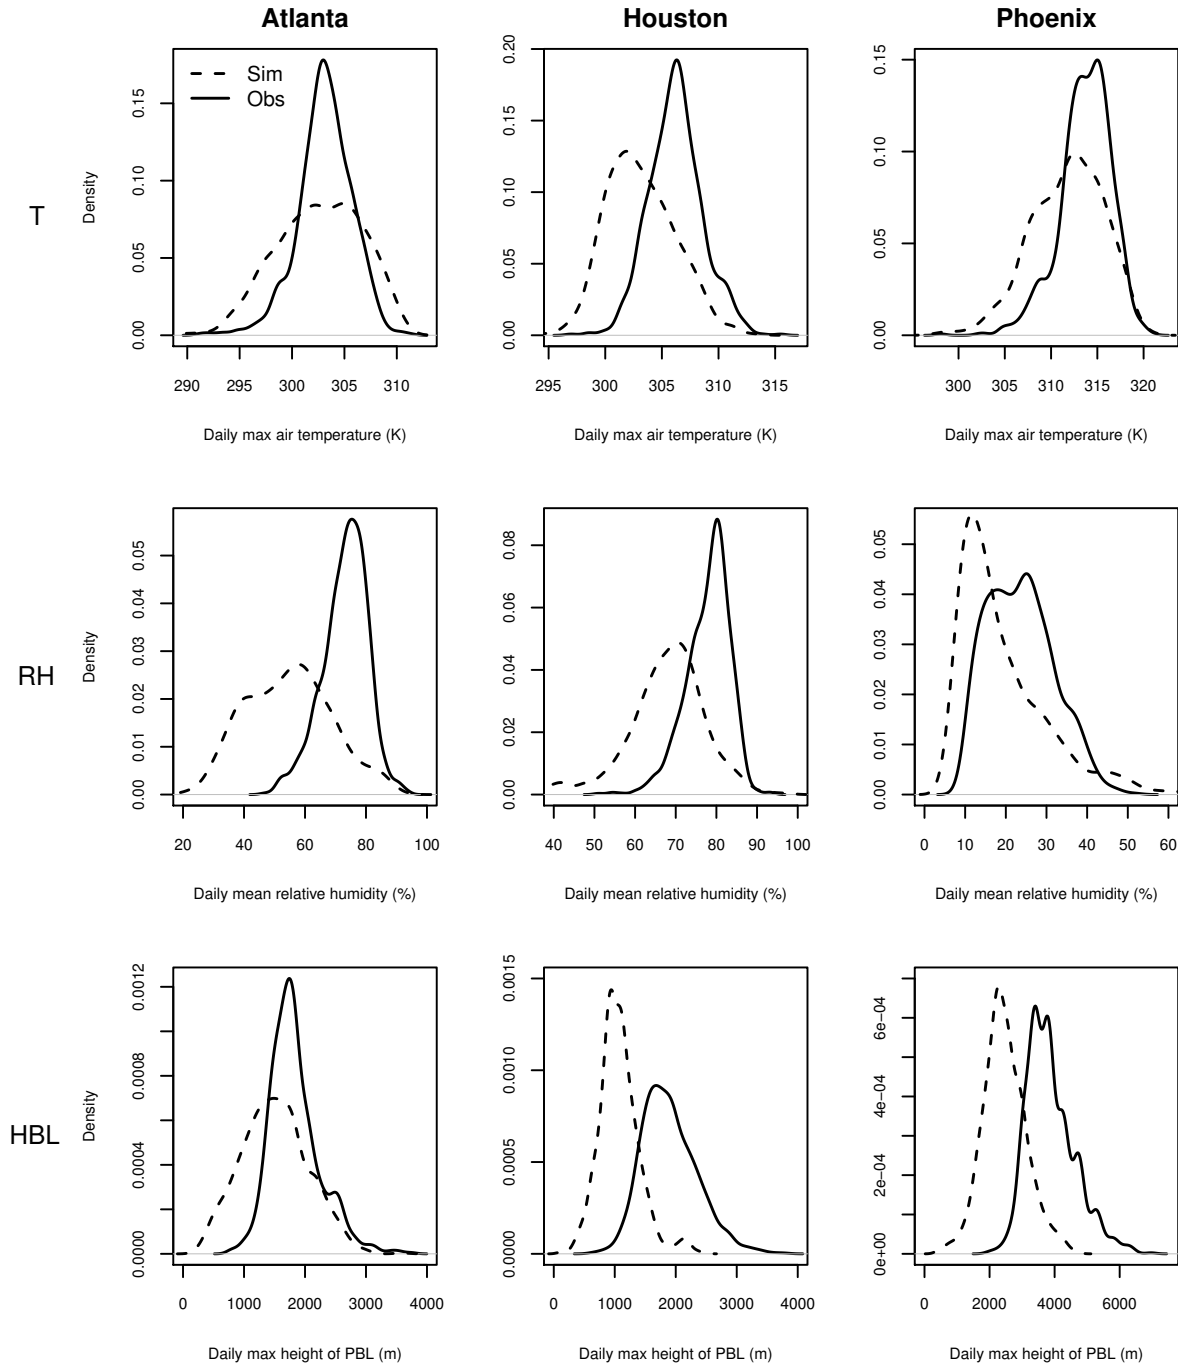 Atlanta Houston Phoenix
T
Density
0.00 0.05 0.10 0.15
Sim
Obs
290 295 300 305 310
Daily max air temperature (K)
0.00 0.05 0.10 0.15 0.20
295 300 305 310 315
Daily max air temperature (K)
0.00 0.05 0.10 0.15
300 305 310 315 320
Daily max air temperature (K)
RH
Density
0.00 0.01 0.02 0.03 0.04 0.05
20 40 60 80 100
Daily mean relative humidity (%)
0.00 0.02 0.04 0.06 0.08
40 50 60 70 80 90 100
Daily mean relative humidity (%)
0.00 0.01 0.02 0.03 0.04 0.05
0 10 20 30 40 50 60
Daily mean relative humidity (%)
HBL
Density
0.0000 0.0004 0.0008 0.0012
0 1000 2000 3000 4000
Daily max height of PBL (m)
0.0000 0.0005 0.0010 0.0015
0 1000 2000 3000 4000
Daily max height of PBL (m)
0e+00 2e−04 4e−04 6e−04
0 2000 4000 6000
Daily max height of PBL (m)